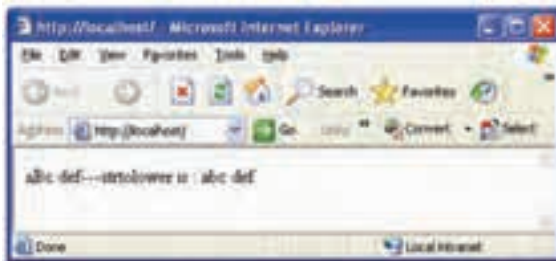 http://localhost/ - Microsoft Internet Explorer
File Edit View Favorites Tools Help
Search Favorites
Address http://localhost/ Go Links » Convert Select
aBc def---strtolower is : abc def
Done Local intranet